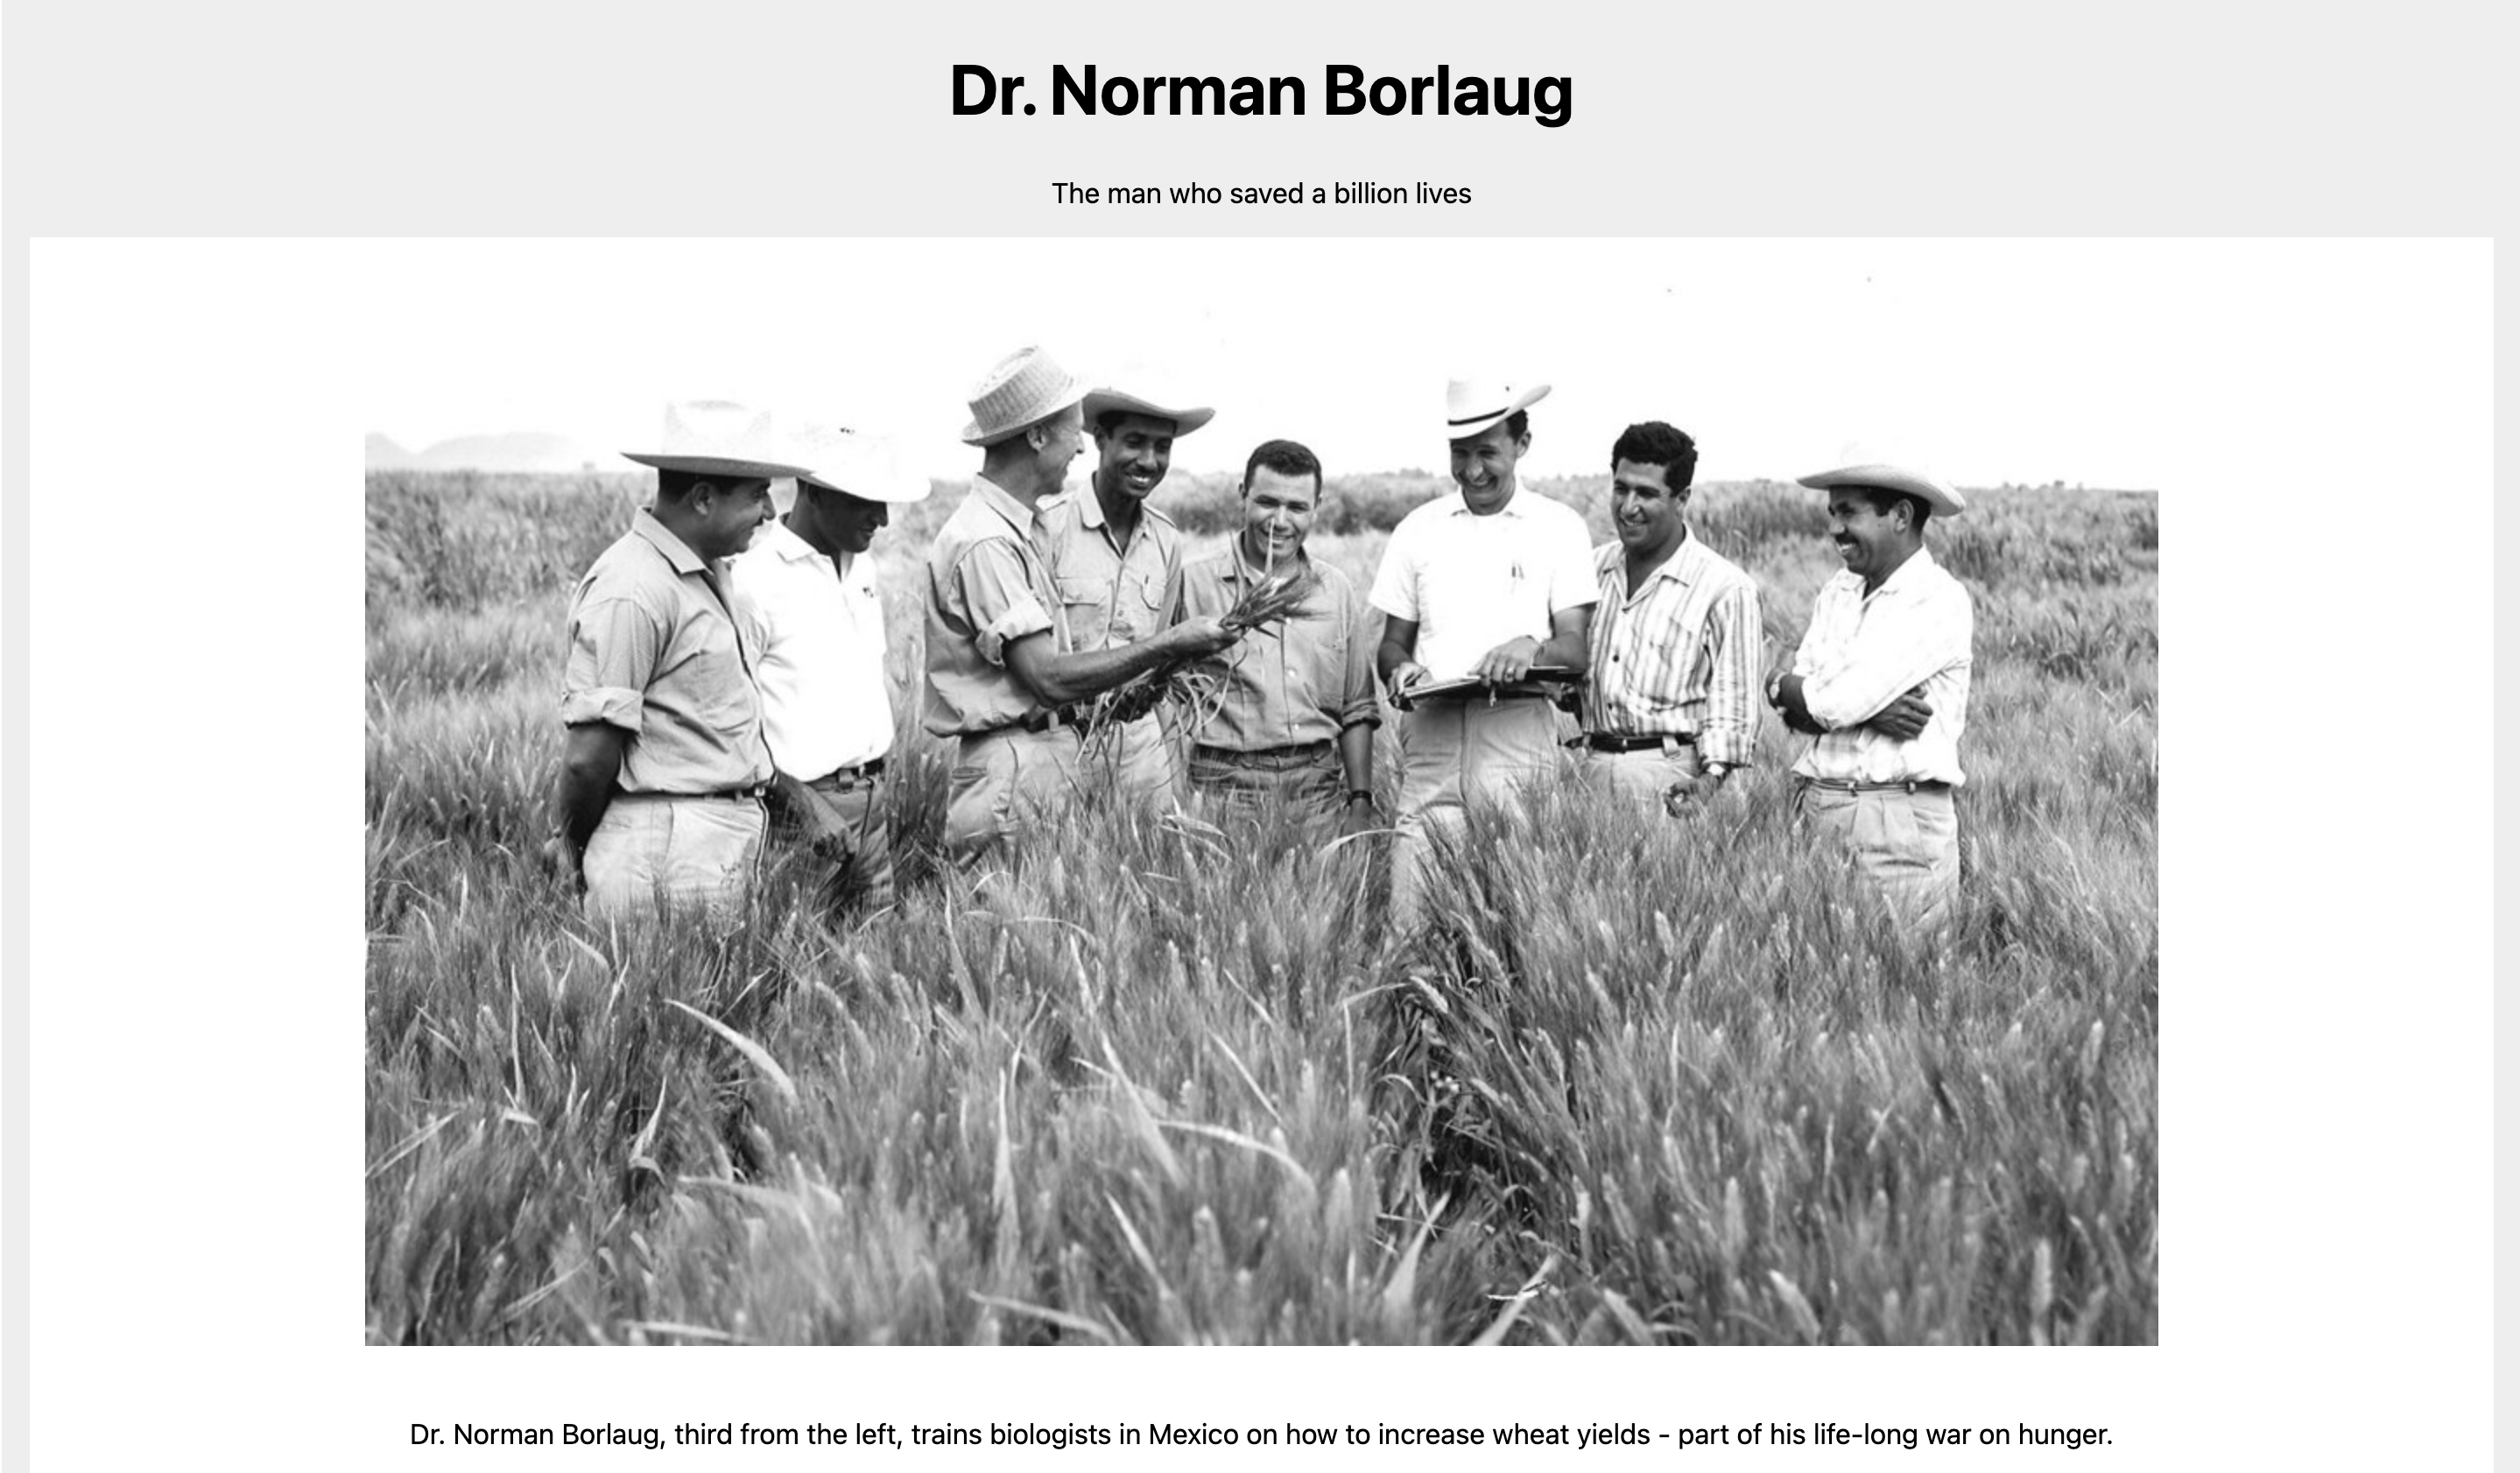 Dr. Norman Borlaug
The man who saved a billion lives
Dr. Norman Borlaug, third from the left, trains biologists in Mexico on how to increase wheat yields - part of his life-long war on hunger.